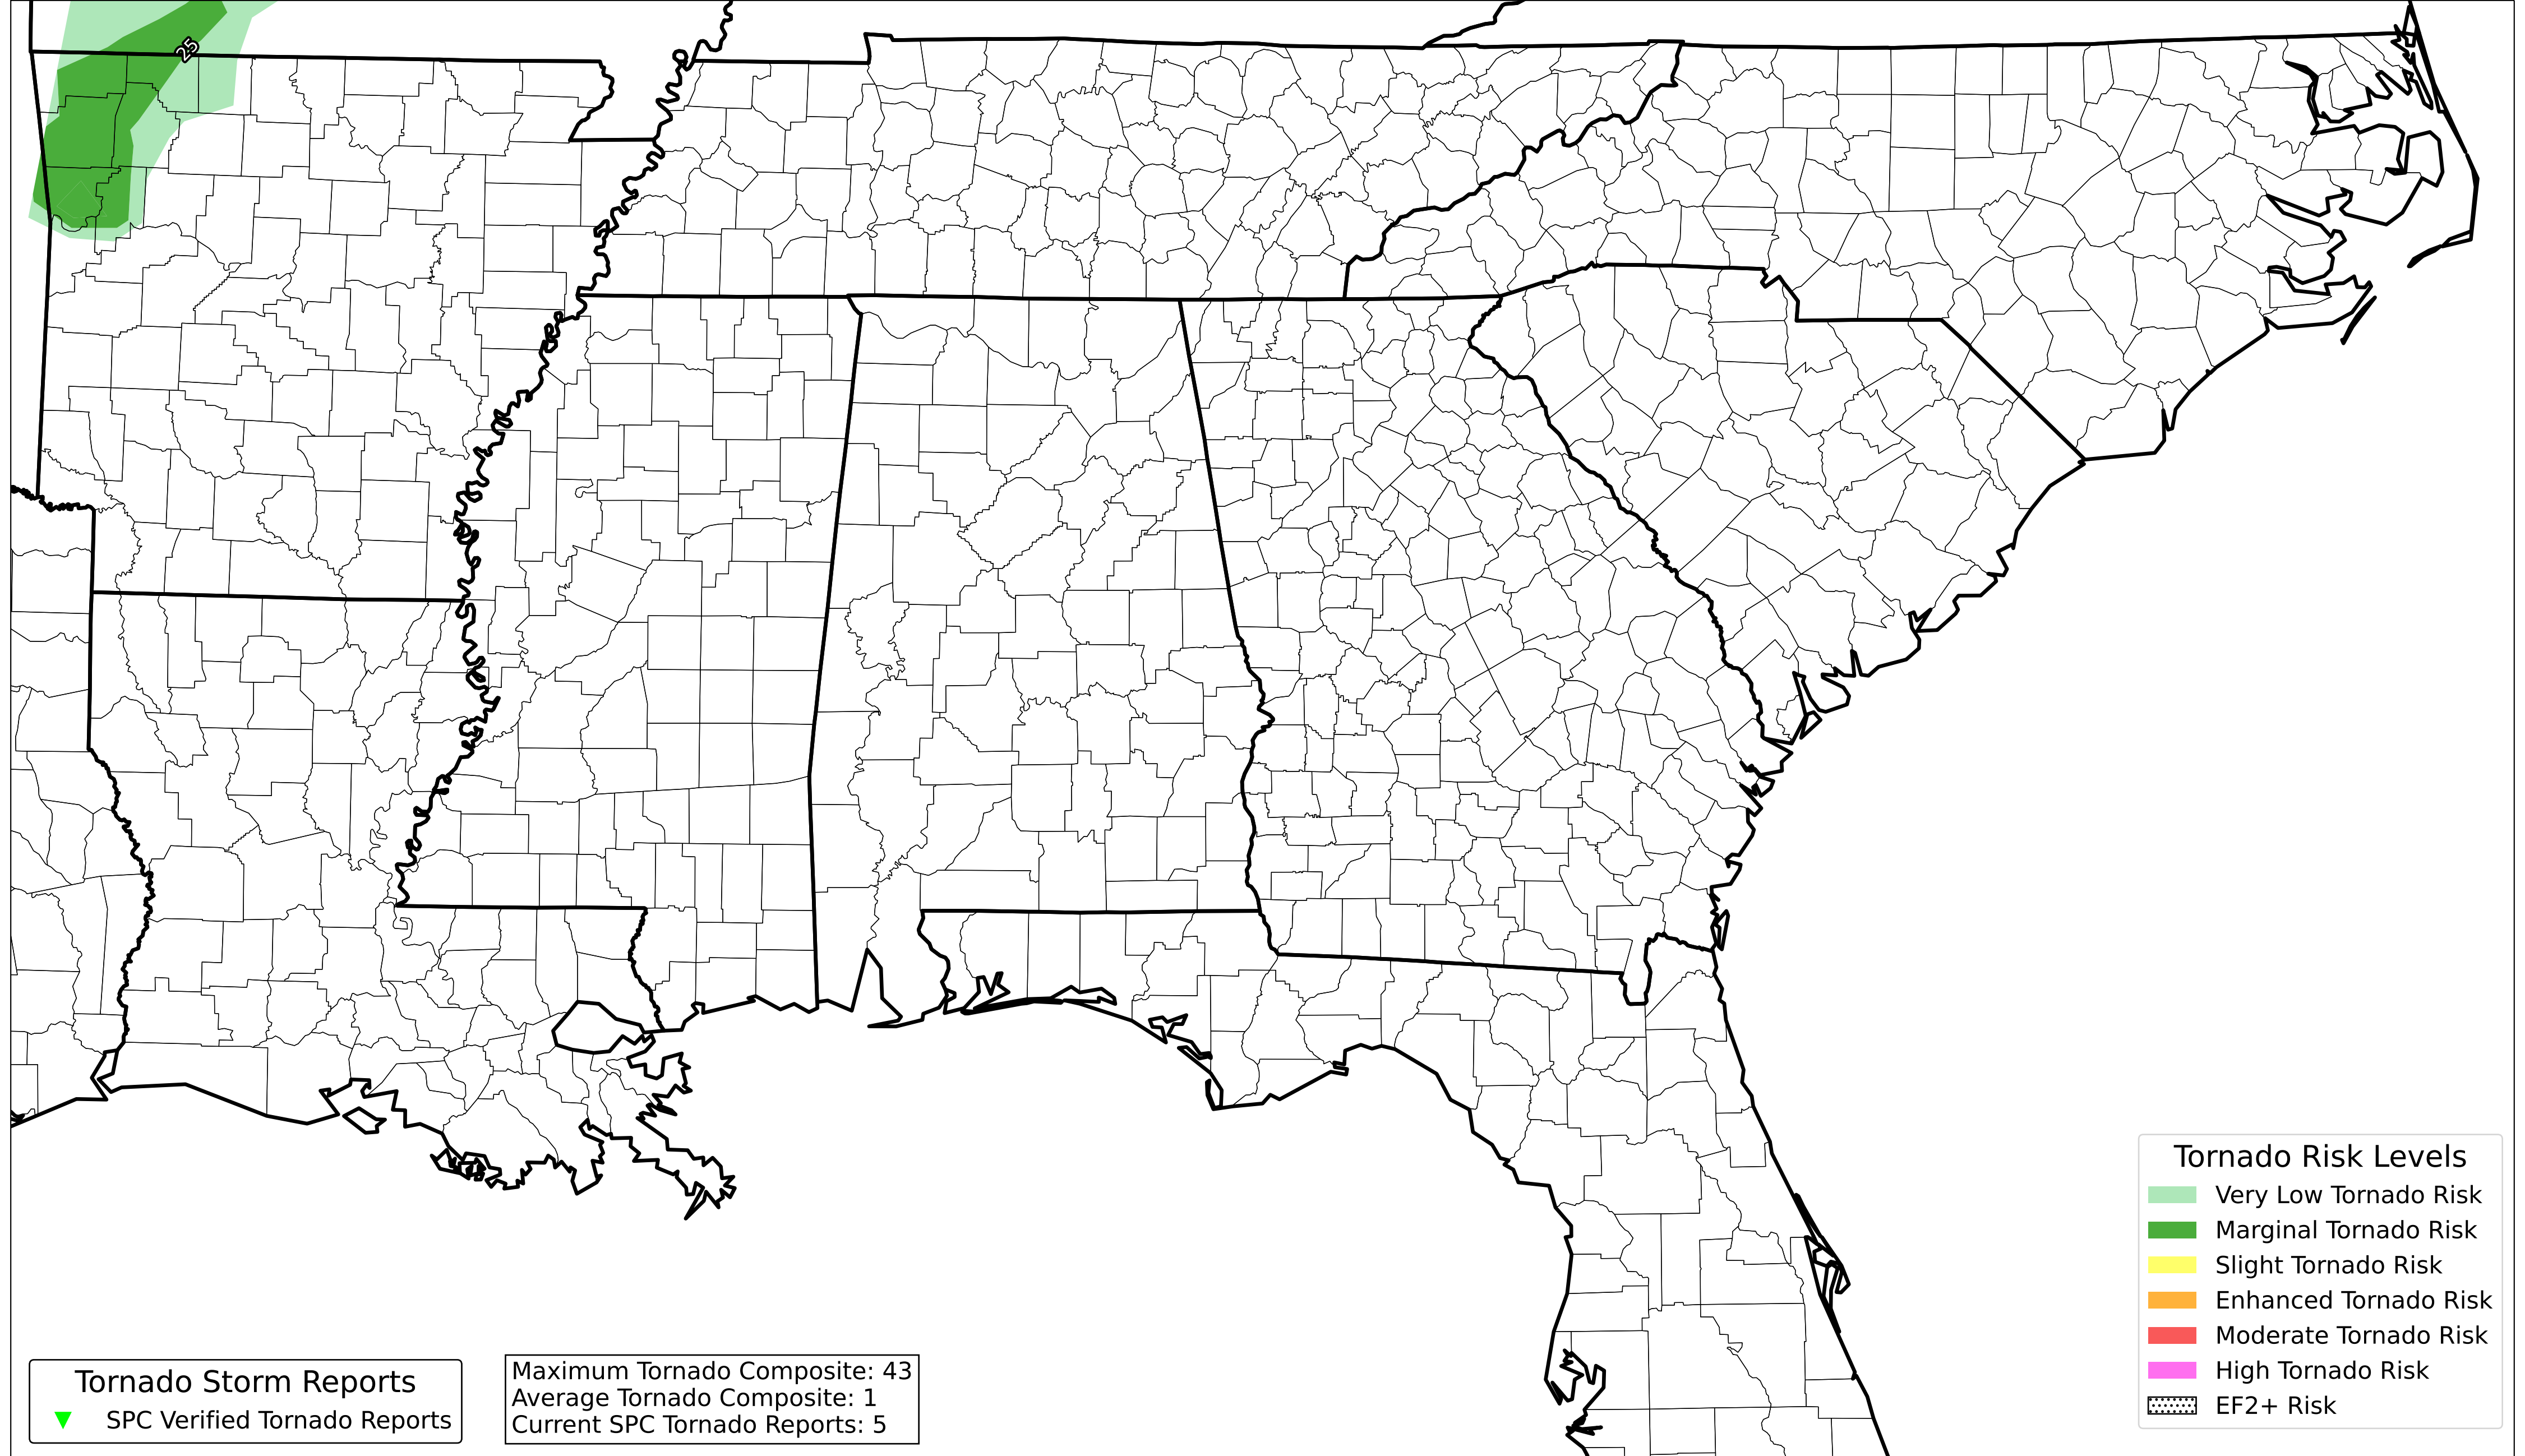 25
Tornado Risk Levels
Very Low Tornado Risk
Marginal Tornado Risk
Slight Tornado Risk
Enhanced Tornado Risk
Moderate Tornado Risk
High Tornado Risk
EF2+ Risk
Tornado Storm Reports
SPC Verified Tornado Reports
Maximum Tornado Composite: 43
Average Tornado Composite: 1
Current SPC Tornado Reports: 5